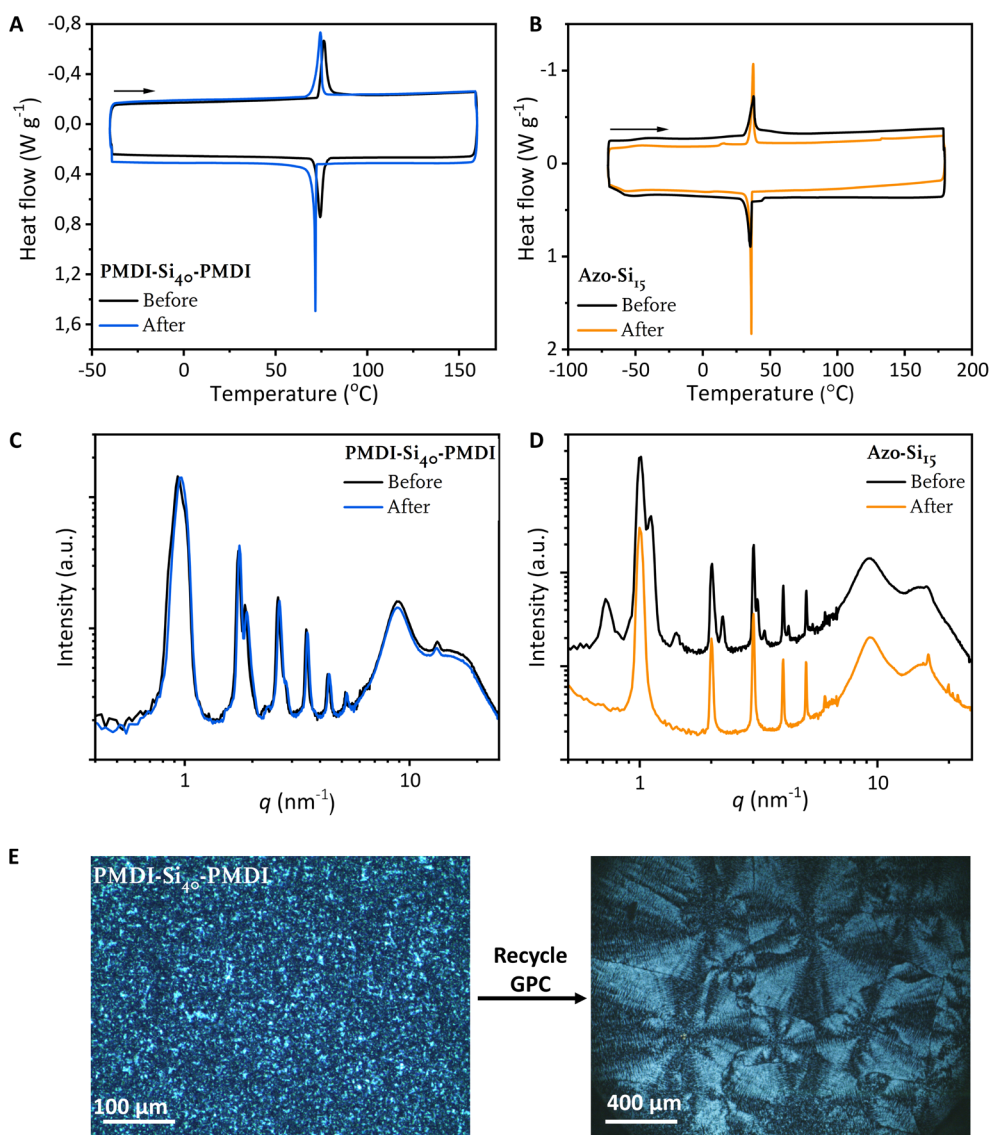 A
-0,8
-0,4
0,0
0,4
0,8
1,2
1,6
Heat flow (W g⁻¹)
PMDI-Si₄₀-PMDI
Before
After
-50
0
50
100
150
Temperature (°C)
B
-1
0
1
2
Heat flow (W g⁻¹)
Azo-Si₁₅
Before
After
-100
-50
0
50
100
150
200
Temperature (°C)
C
PMDI-Si₄₀-PMDI
Before
After
Intensity (a.u.)
1
10
q (nm⁻¹)
D
Azo-Si₁₅
Before
After
Intensity (a.u.)
1
10
q (nm⁻¹)
E
PMDI-Si₄₀-PMDI
100 µm
Recycle
GPC
400 µm